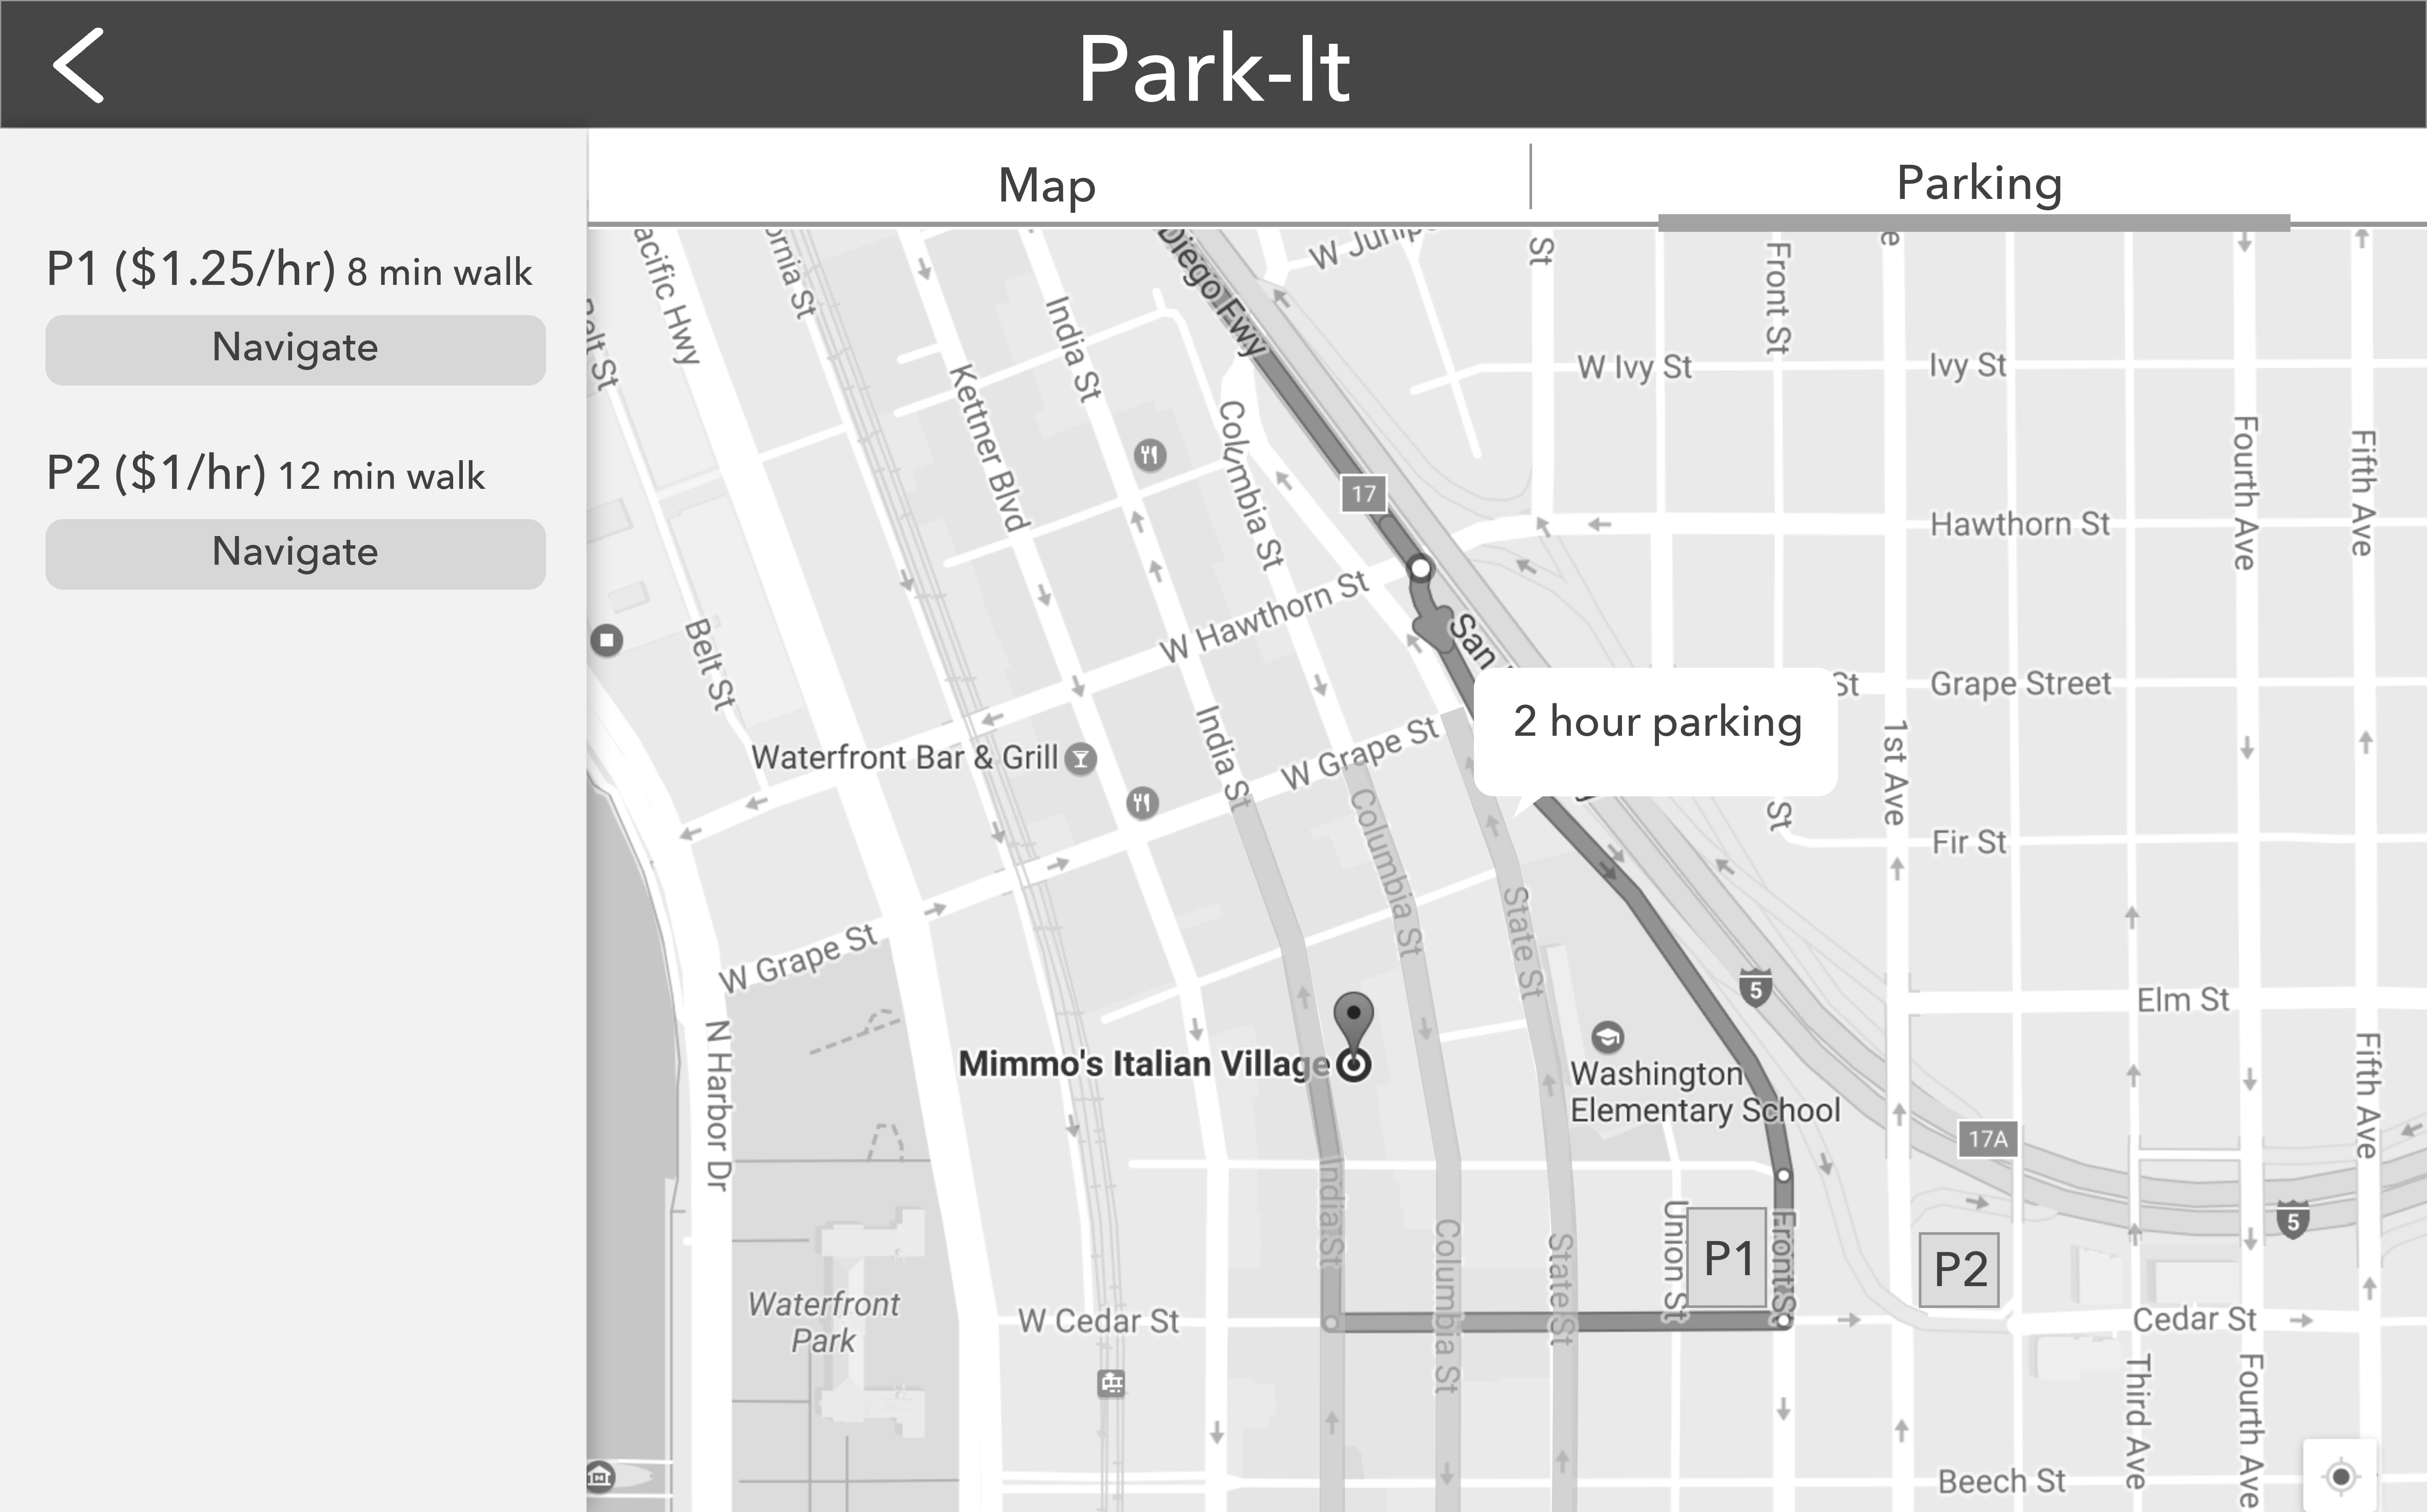 Park-It
Map
Parking
P1 ($1.25/hr) 8 min walk
Navigate
P2 ($1/hr) 12 min walk
Navigate
acific Hwy
ornia St
Diego Fwy
W Junip
St
Front St
e
Belt St
India St
Kettner Blvd
Columbia St
W Ivy St
Ivy St
Fourth Ave
Fifth Ave
17
Hawthorn St
W Hawthorn St
San
Belt St
St
Grape Street
2 hour parking
India St
W Grape St
1st Ave
Waterfront Bar & Grill
Columbia St
St
Fir St
State St
W Grape St
5
Elm St
N Harbor Dr
Mimmo's Italian Village
Washington
Elementary School
Fifth Ave
17A
India St
Columbia St
State St
Union St
P1
Front St
P2
5
Waterfront
Park
W Cedar St
Cedar St
Third Ave
Fourth Ave
Beech St